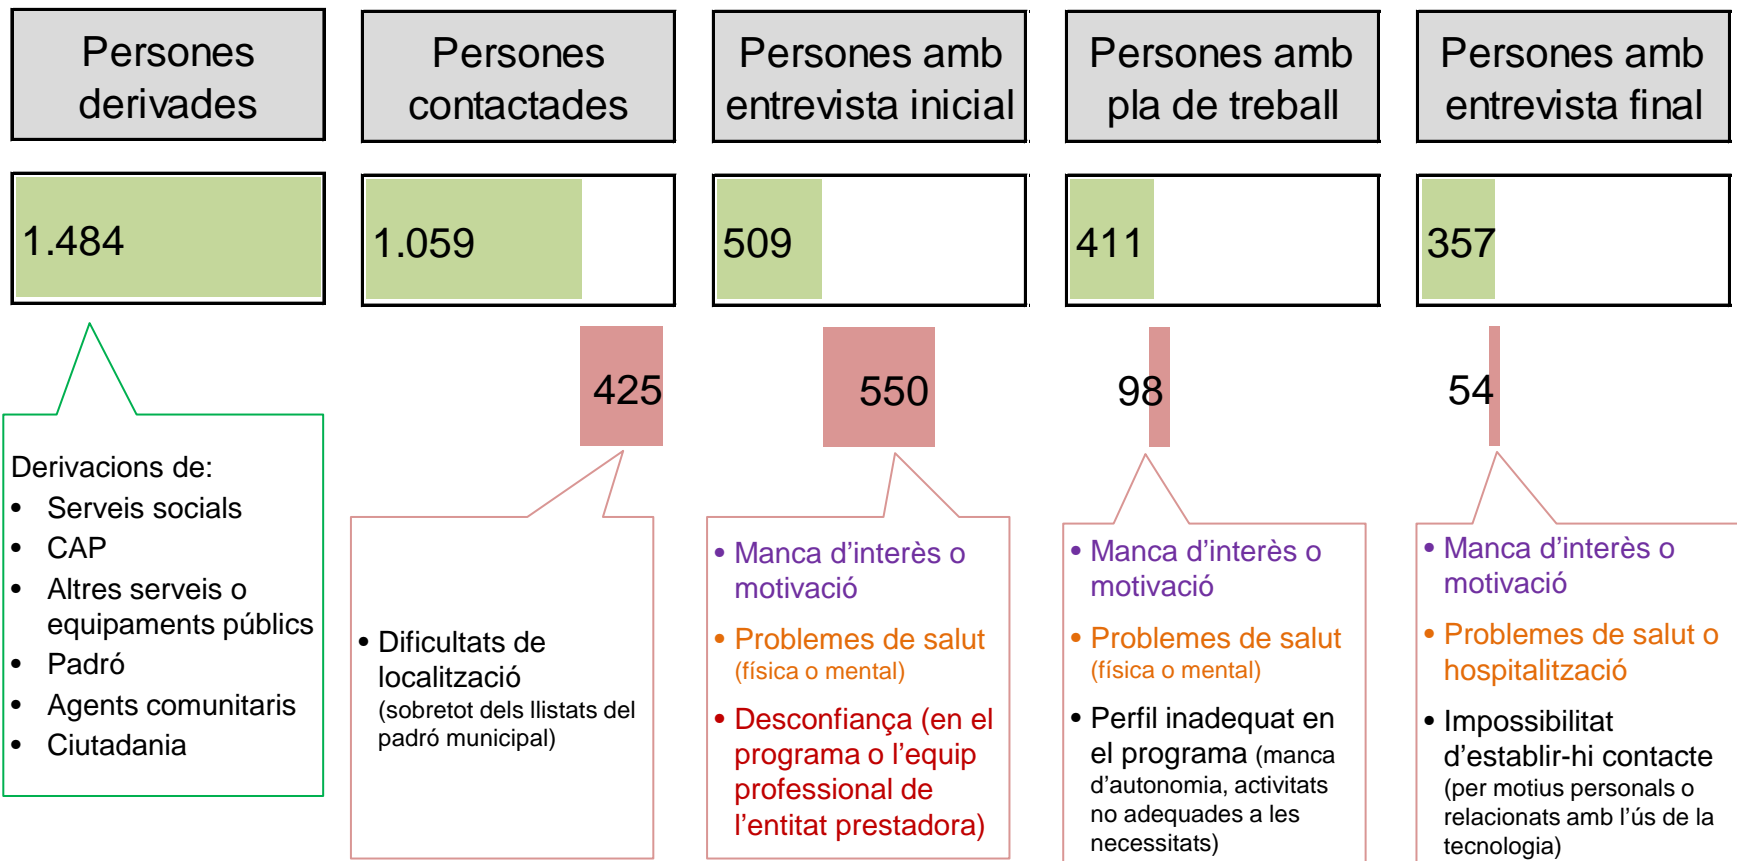 Persones
derivades
Persones
contactades
Persones amb
entrevista inicial
Persones amb
pla de treball
Persones amb
entrevista final
1.484
1.059
509
411
357
425
550
98
54
Derivacions de:
• Serveis socials
• CAP
• Altres serveis o
equipaments públics
• Padró
• Agents comunitaris
• Ciutadania
• Dificultats de
localització
(sobretot dels llistats del
padró municipal)
• Manca d’interès o
motivació
• Problemes de salut
(física o mental)
• Desconfiança (en el
programa o l’equip
professional de
l’entitat prestadora)
• Manca d’interès o
motivació
• Problemes de salut
(física o mental)
• Perfil inadequat en
el programa (manca
d’autonomia, activitats
no adequades a les
necessitats)
• Manca d’interès o
motivació
• Problemes de salut o
hospitalització
• Impossibilitat
d’establir-hi contacte
(per motius personals o
relacionats amb l’ús de la
tecnologia)